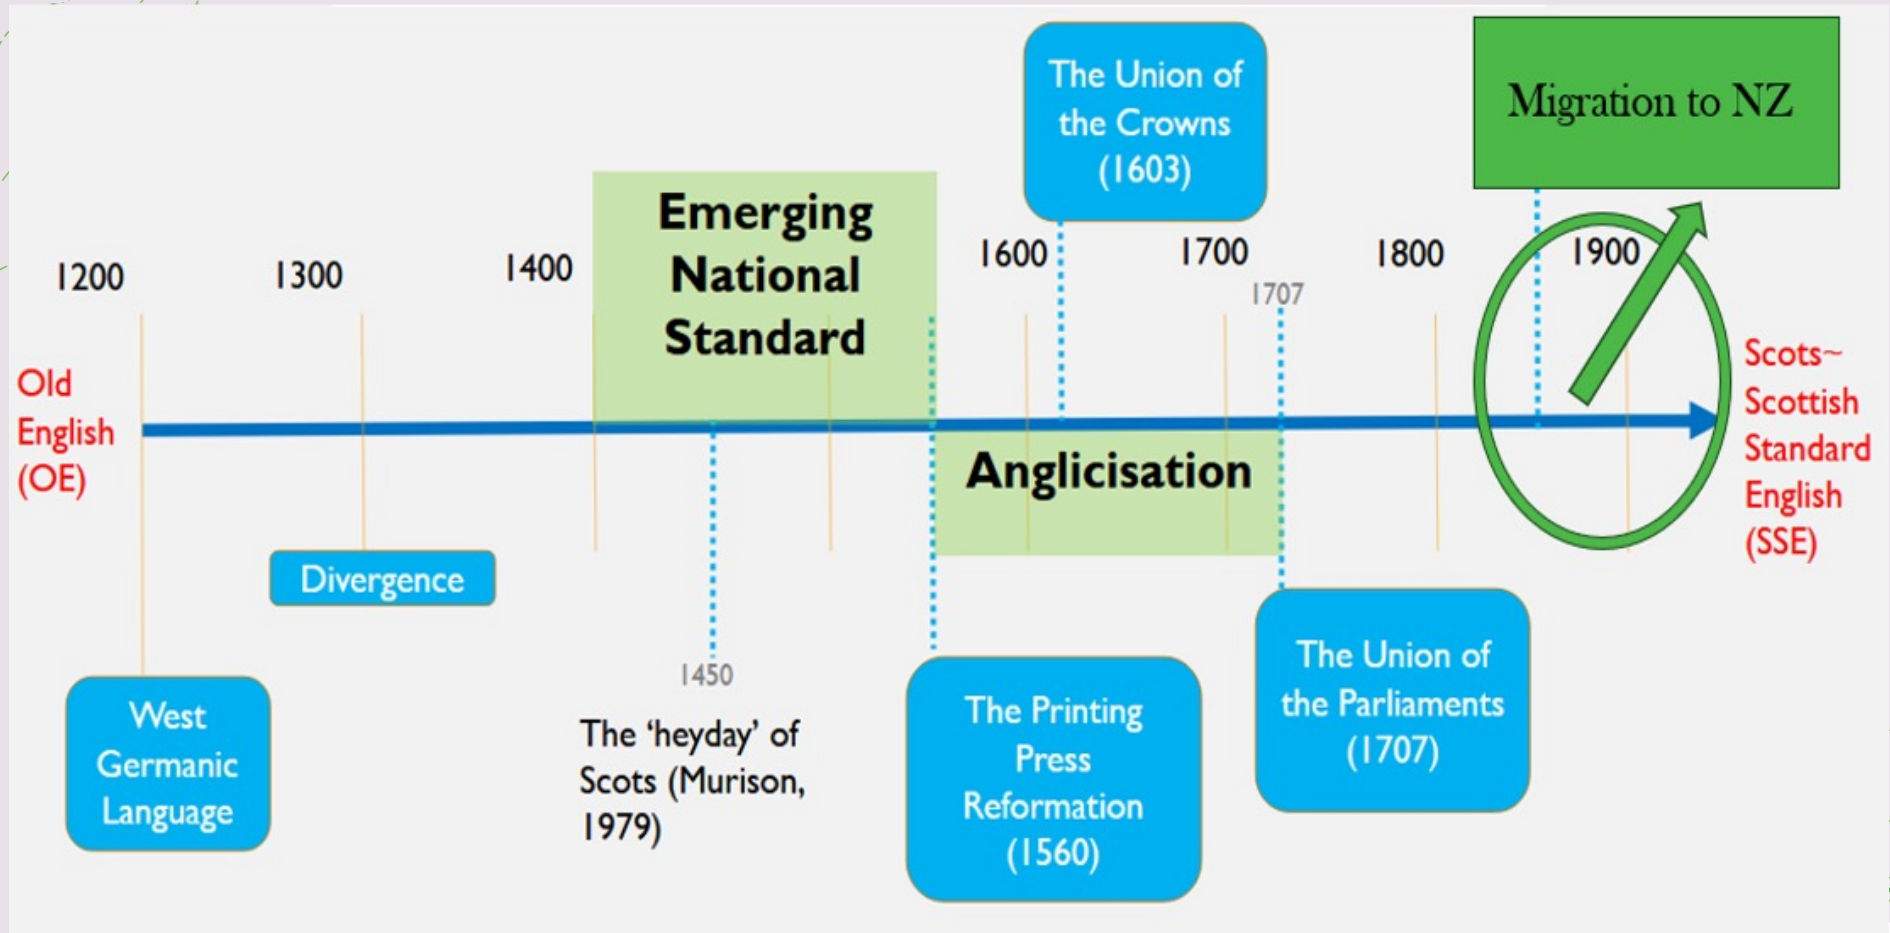 The Union of
the Crowns
(1603)
Migration to NZ
Emerging
National
Standard
1200
1300
1400
1600
1700
1800
1900
1707
Old
English
(OE)
Scots~
Scottish
Standard
English
(SSE)
Anglicisation
Divergence
West
Germanic
Language
1450
The ‘heyday’ of
Scots (Murison,
1979)
The Printing
Press
Reformation
(1560)
The Union of
the Parliaments
(1707)